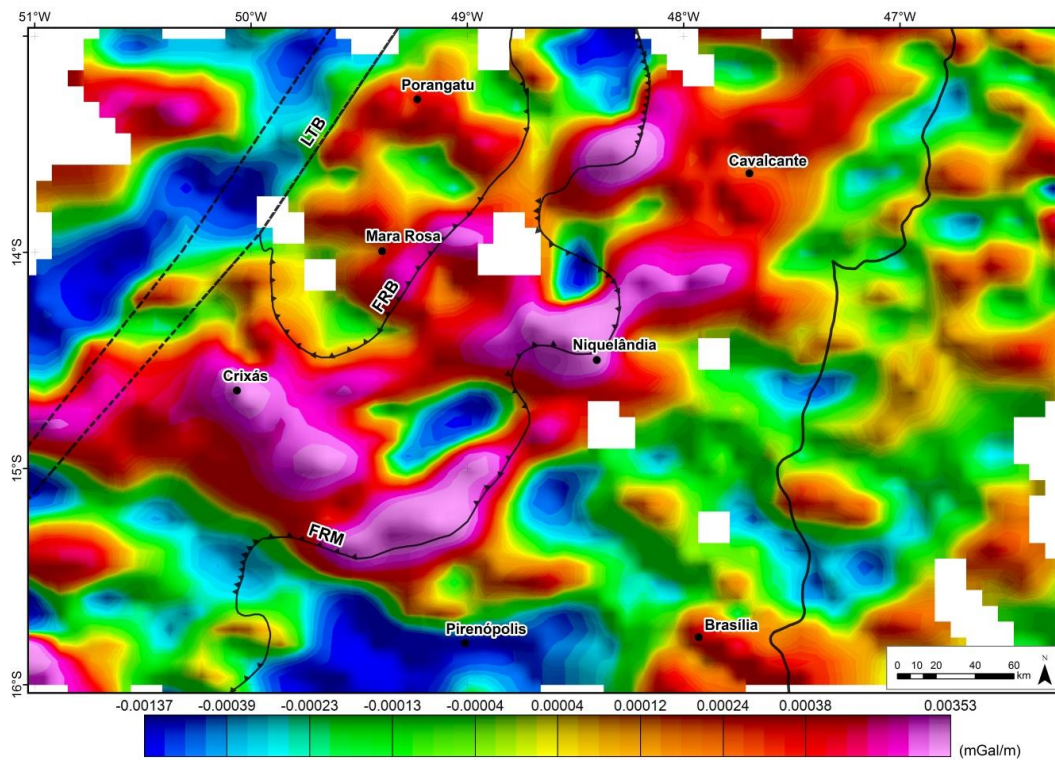 51°W 50°W 49°W 48°W 47°W
Porangatu
LTB
Cavalcante
14°S
Mara Rosa
FRB
Niquelândia
Crixás
15°S
FRM
Brasília
Pirenópolis
N
0 10 20 40 60
km
16°S
-0.00137 -0.00039 -0.00023 -0.00013 -0.00004 0.00004 0.00012 0.00024 0.00038 0.00353
(mGal/m)